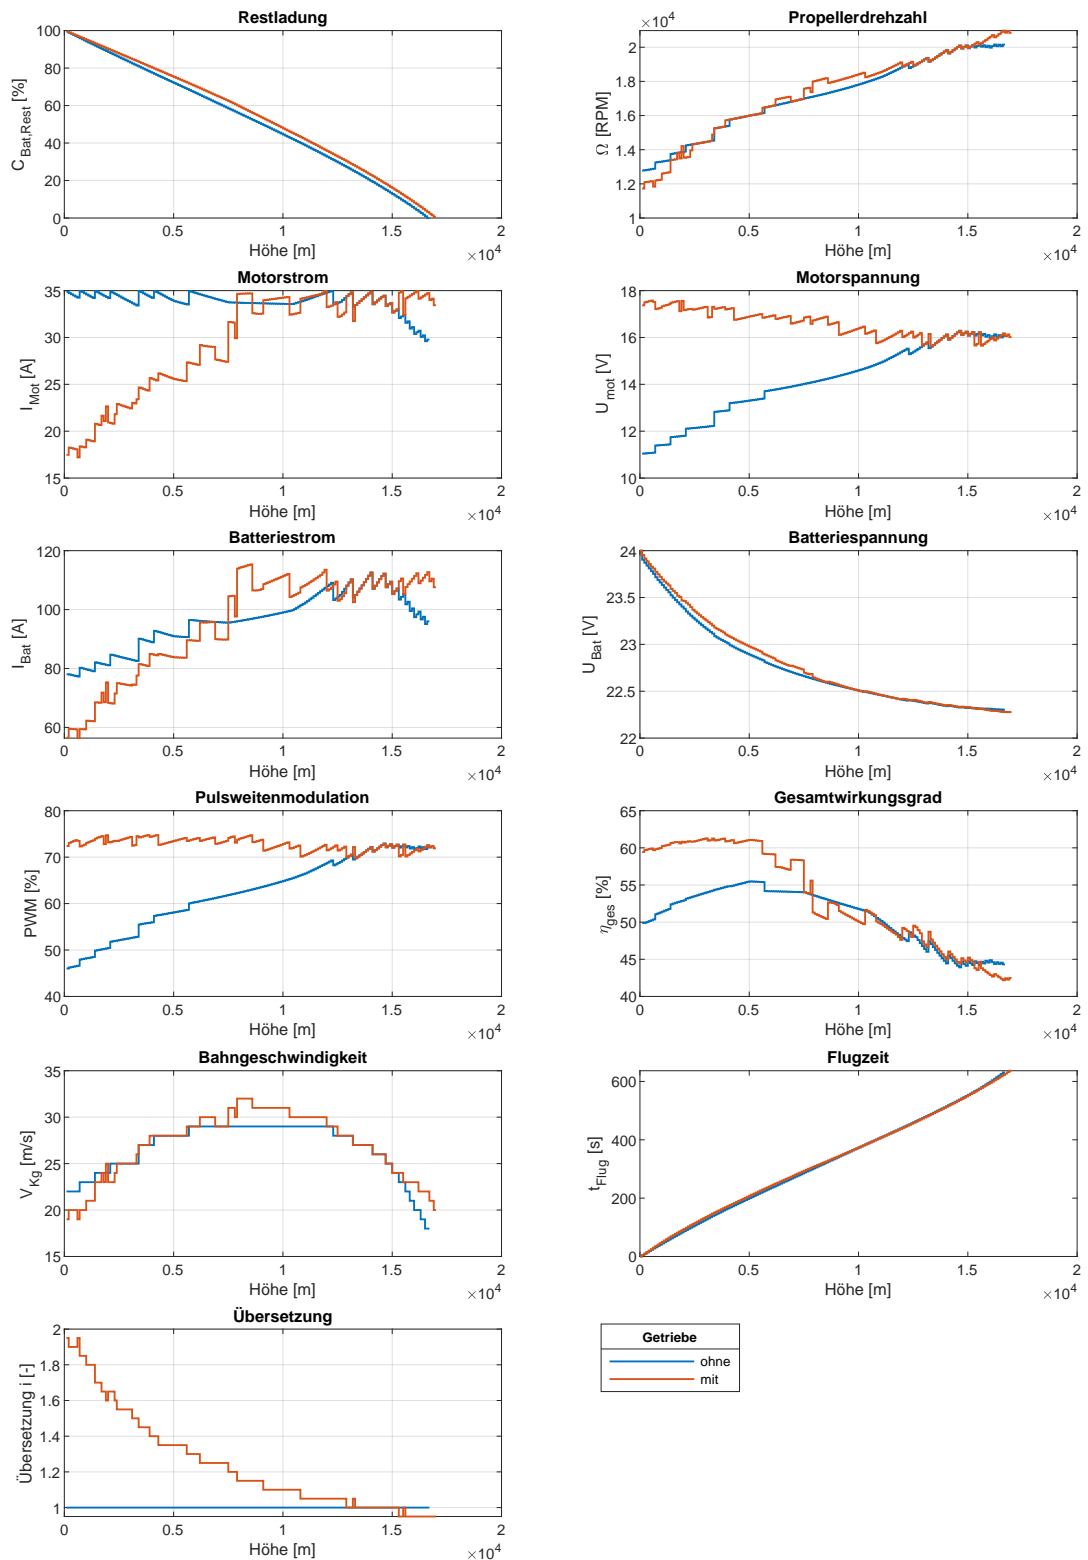 Restladung
C_Bat,Rest [%]
100
80
60
40
20
0
0 0.5 1 1.5 2
Höhe [m]
×10^4
Propellerdrehzahl
×10^4
Ω [RPM]
2
1.8
1.6
1.4
1.2
1
0 0.5 1 1.5 2
Höhe [m]
×10^4
Motorstrom
I_Mot [A]
35
30
25
20
15
0 0.5 1 1.5 2
Höhe [m]
×10^4
Motorspannung
U_mot [V]
18
16
14
12
10
0 0.5 1 1.5 2
Höhe [m]
×10^4
Batteriestrom
I_Bat [A]
120
100
80
60
0 0.5 1 1.5 2
Höhe [m]
×10^4
Batteriespannung
U_Bat [V]
24
23.5
23
22.5
22
0 0.5 1 1.5 2
Höhe [m]
×10^4
Pulsweitenmodulation
PWM [%]
80
70
60
50
40
0 0.5 1 1.5 2
Höhe [m]
×10^4
Gesamtwirkungsgrad
η_ges [%]
65
60
55
50
45
40
0 0.5 1 1.5 2
Höhe [m]
×10^4
Bahngeschwindigkeit
V_Kg [m/s]
35
30
25
20
15
0 0.5 1 1.5 2
Höhe [m]
×10^4
Flugzeit
t_Flug [s]
600
400
200
0
0 0.5 1 1.5 2
Höhe [m]
×10^4
Übersetzung
Übersetzung i [-]
2
1.8
1.6
1.4
1.2
1
0 0.5 1 1.5 2
Höhe [m]
×10^4
Getriebe
ohne
mit